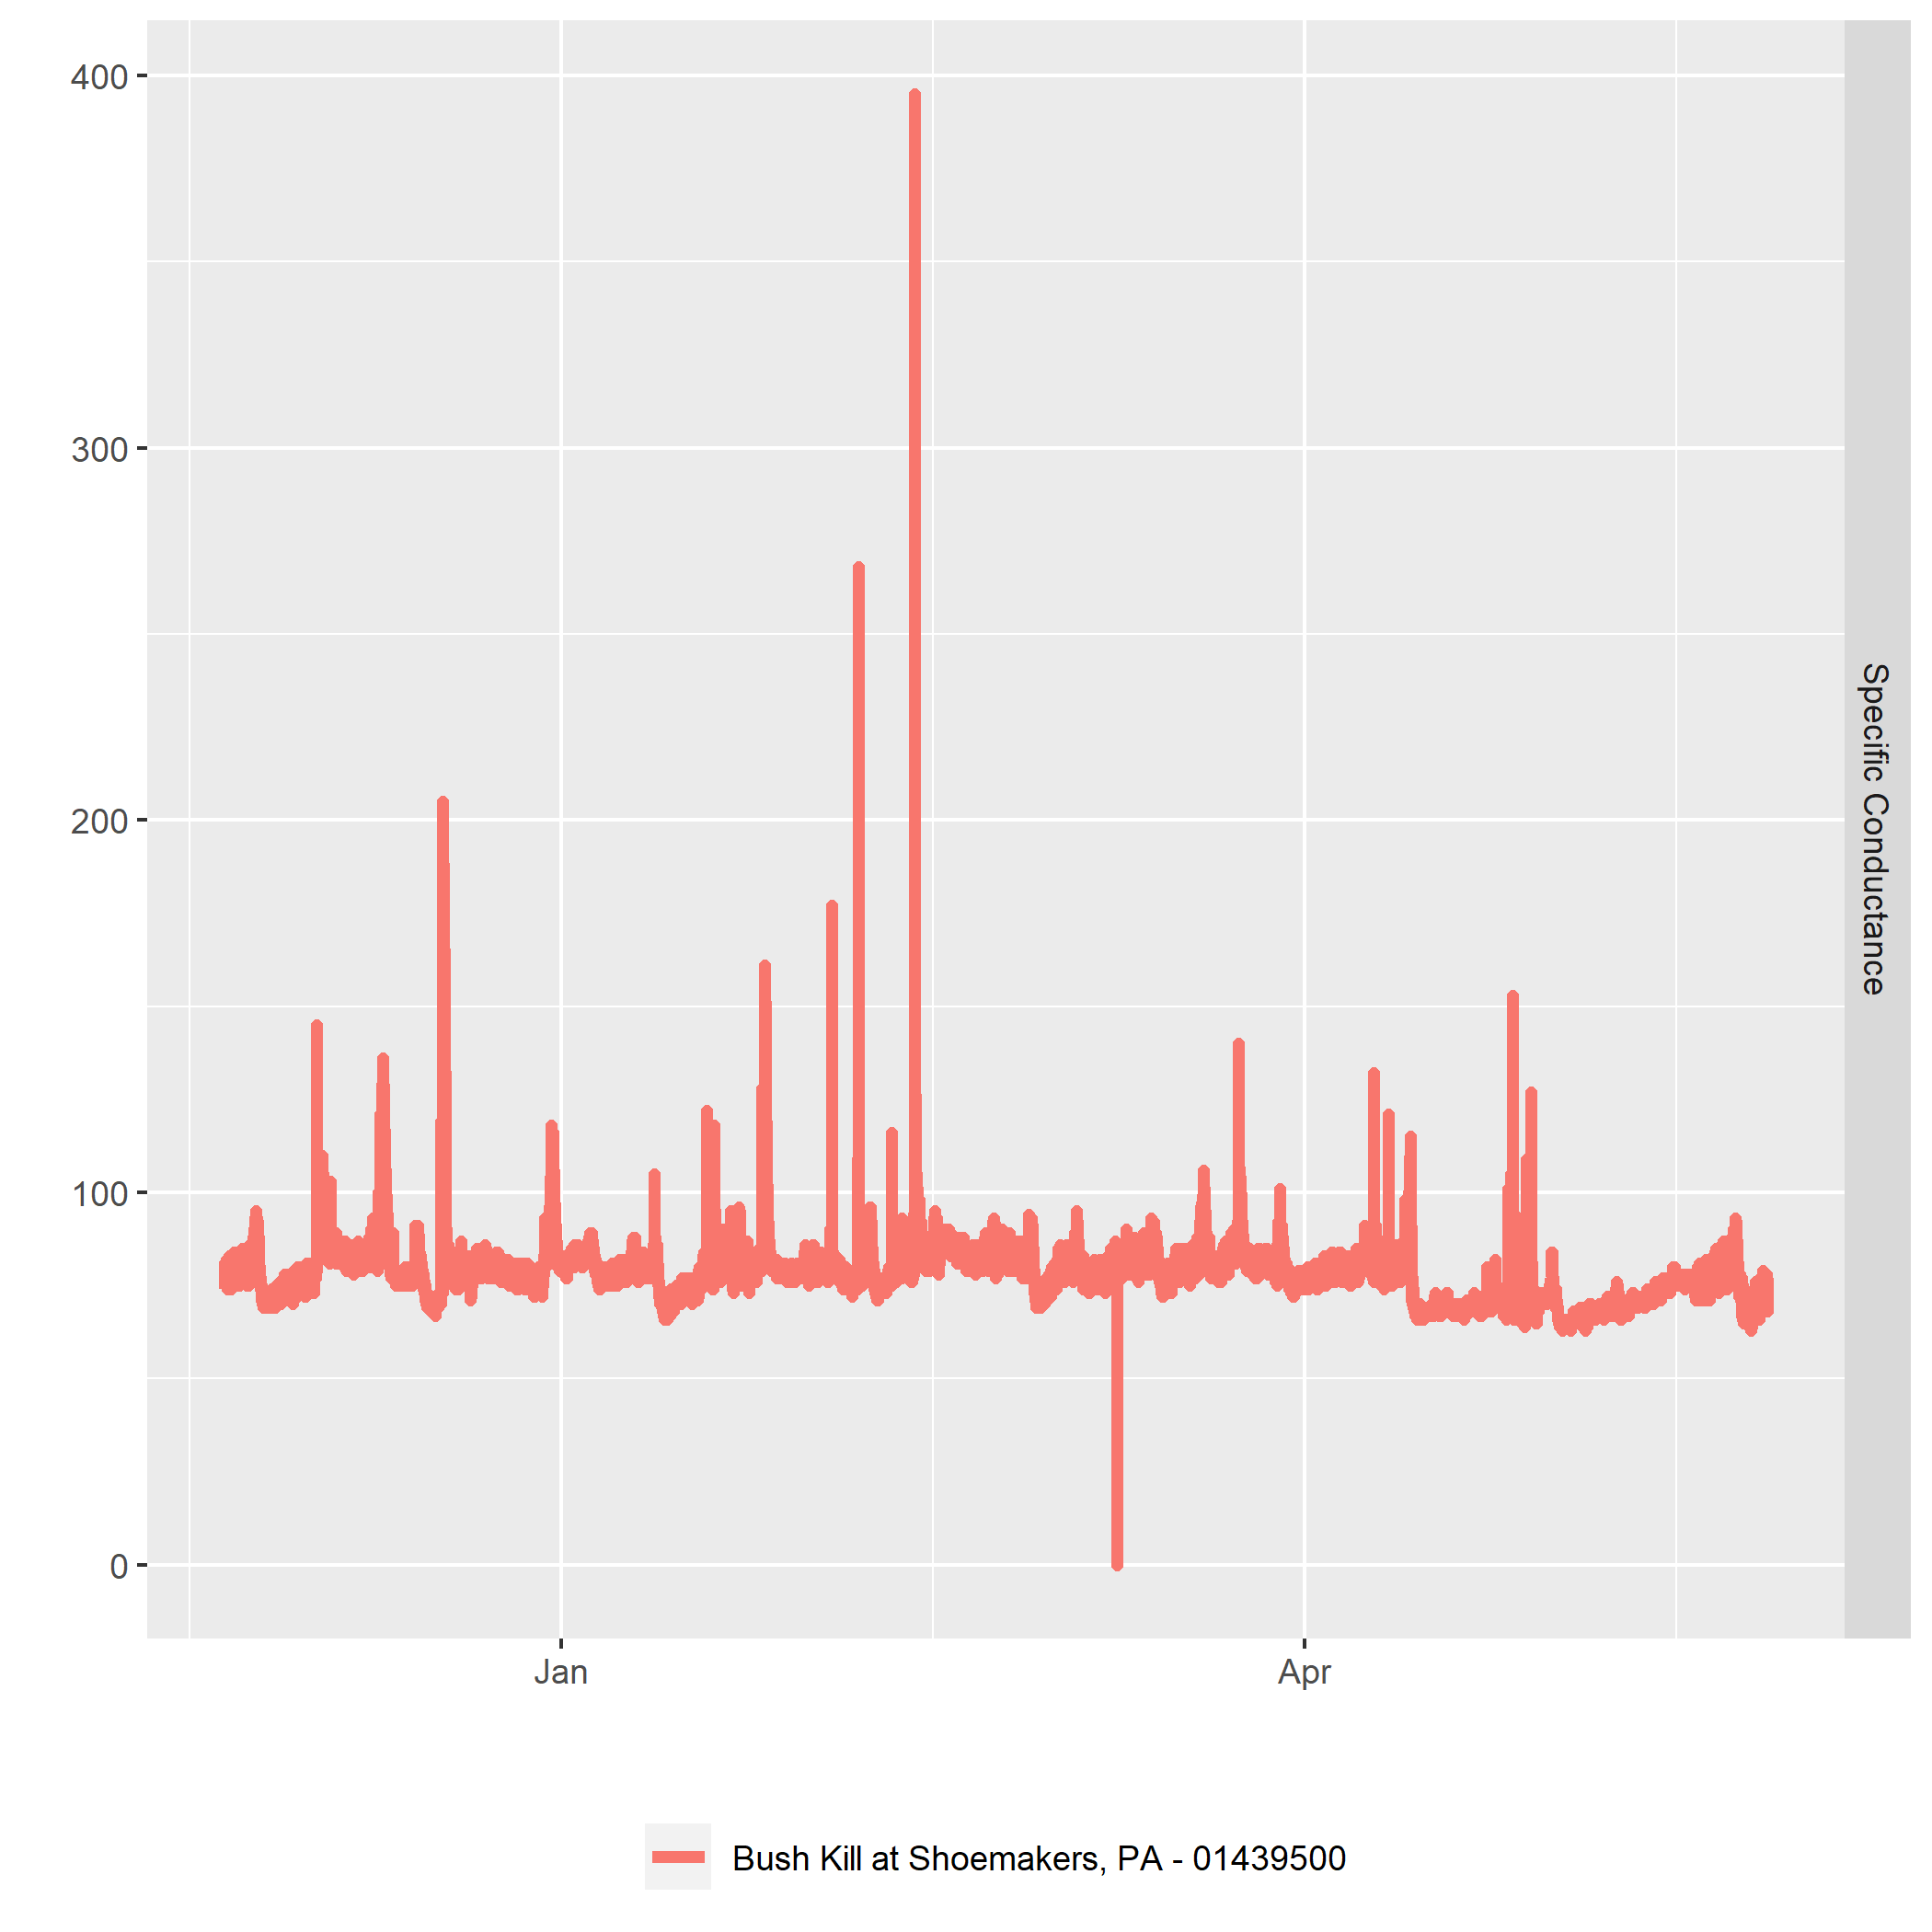 400
300
200
100
0
Specific Conductance
Jan
Apr
Bush Kill at Shoemakers, PA - 01439500